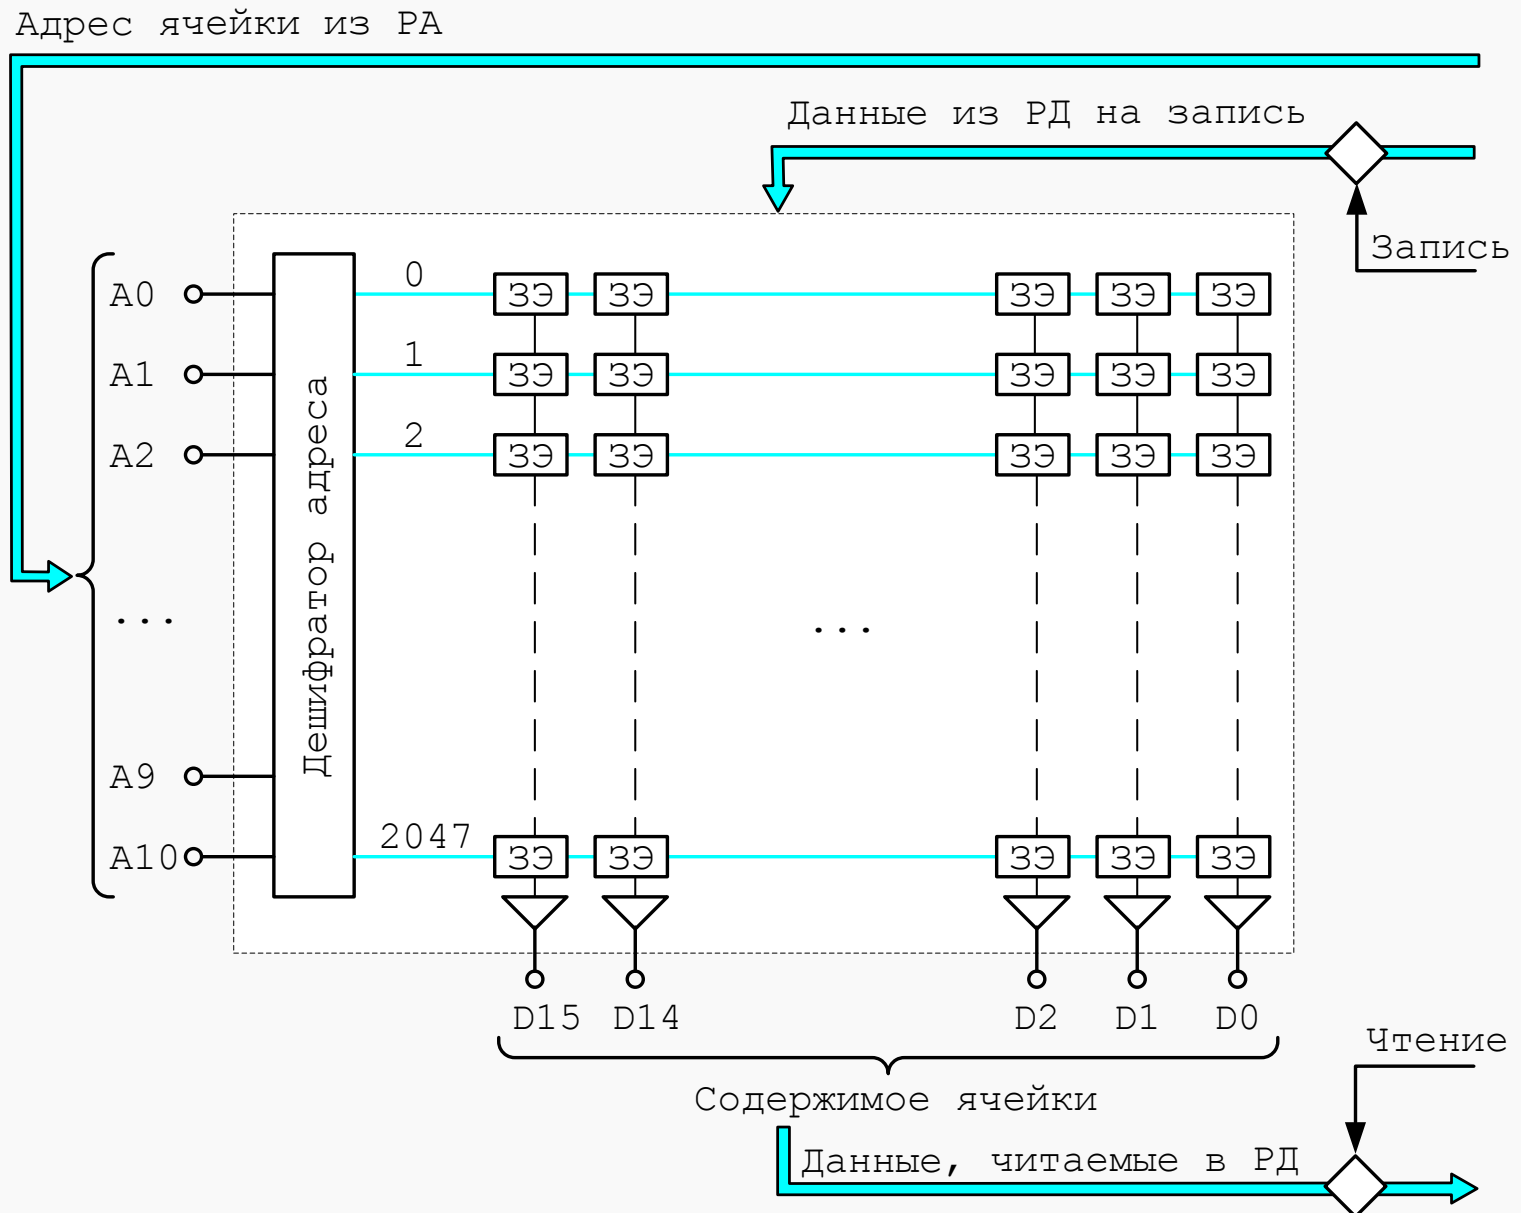 Адрес ячейки из РА
Данные из РД на запись
Запись
A0
0
ЗЭ ЗЭ ЗЭ ЗЭ ЗЭ
A1
1
ЗЭ ЗЭ ЗЭ ЗЭ ЗЭ
A2
2
ЗЭ ЗЭ ЗЭ ЗЭ ЗЭ
Дешифратор адреса
...
...
A9
A10
2047
ЗЭ ЗЭ ЗЭ ЗЭ ЗЭ
D15 D14 D2 D1 D0
Чтение
Содержимое ячейки
Данные, читаемые в РД